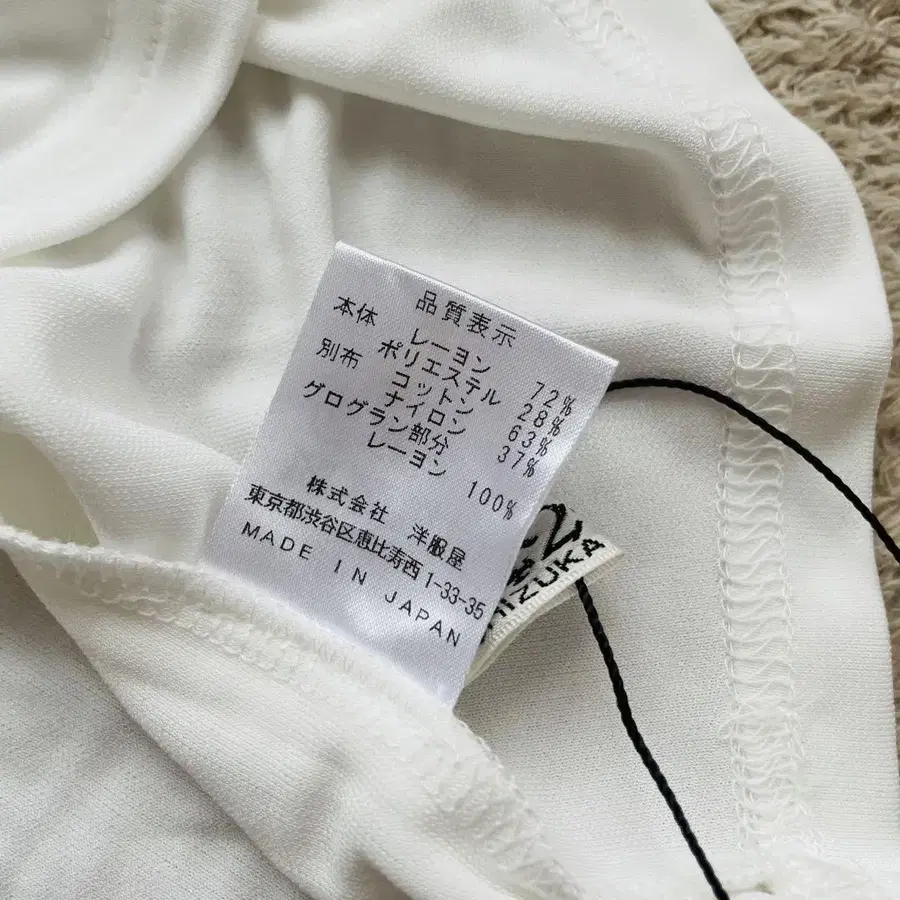 品質表示
本体 レーヨン 72%
ポリエステル 28%
別布 コットン 63%
ナイロン 37%
グログラン部分
レーヨン 100%
株式会社 洋服屋
東京都渋谷区恵比寿西1-33-35
MADE IN JAPAN